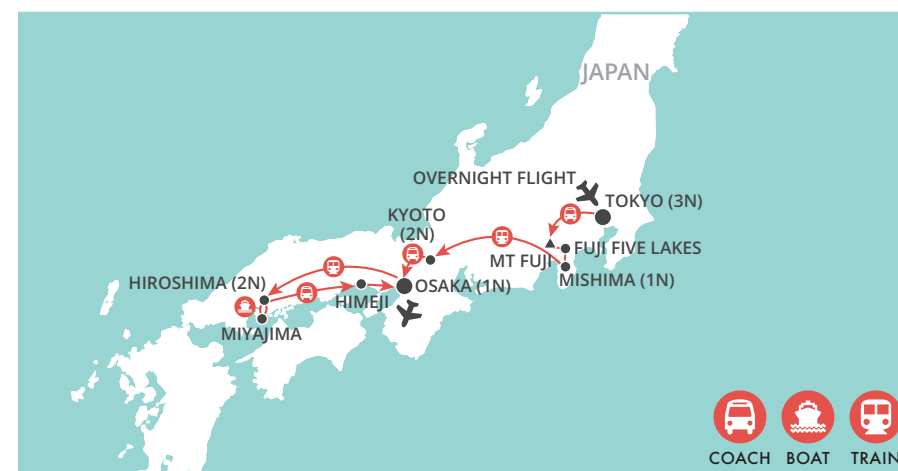 JAPAN
OVERNIGHT FLIGHT
TOKYO (3N)
KYOTO
(2N)
FUJI FIVE LAKES
MT FUJI
MISHIMA (1N)
HIROSHIMA (2N)
OSAKA (1N)
HIMEJI
MIYAJIMA
COACH BOAT TRAIN